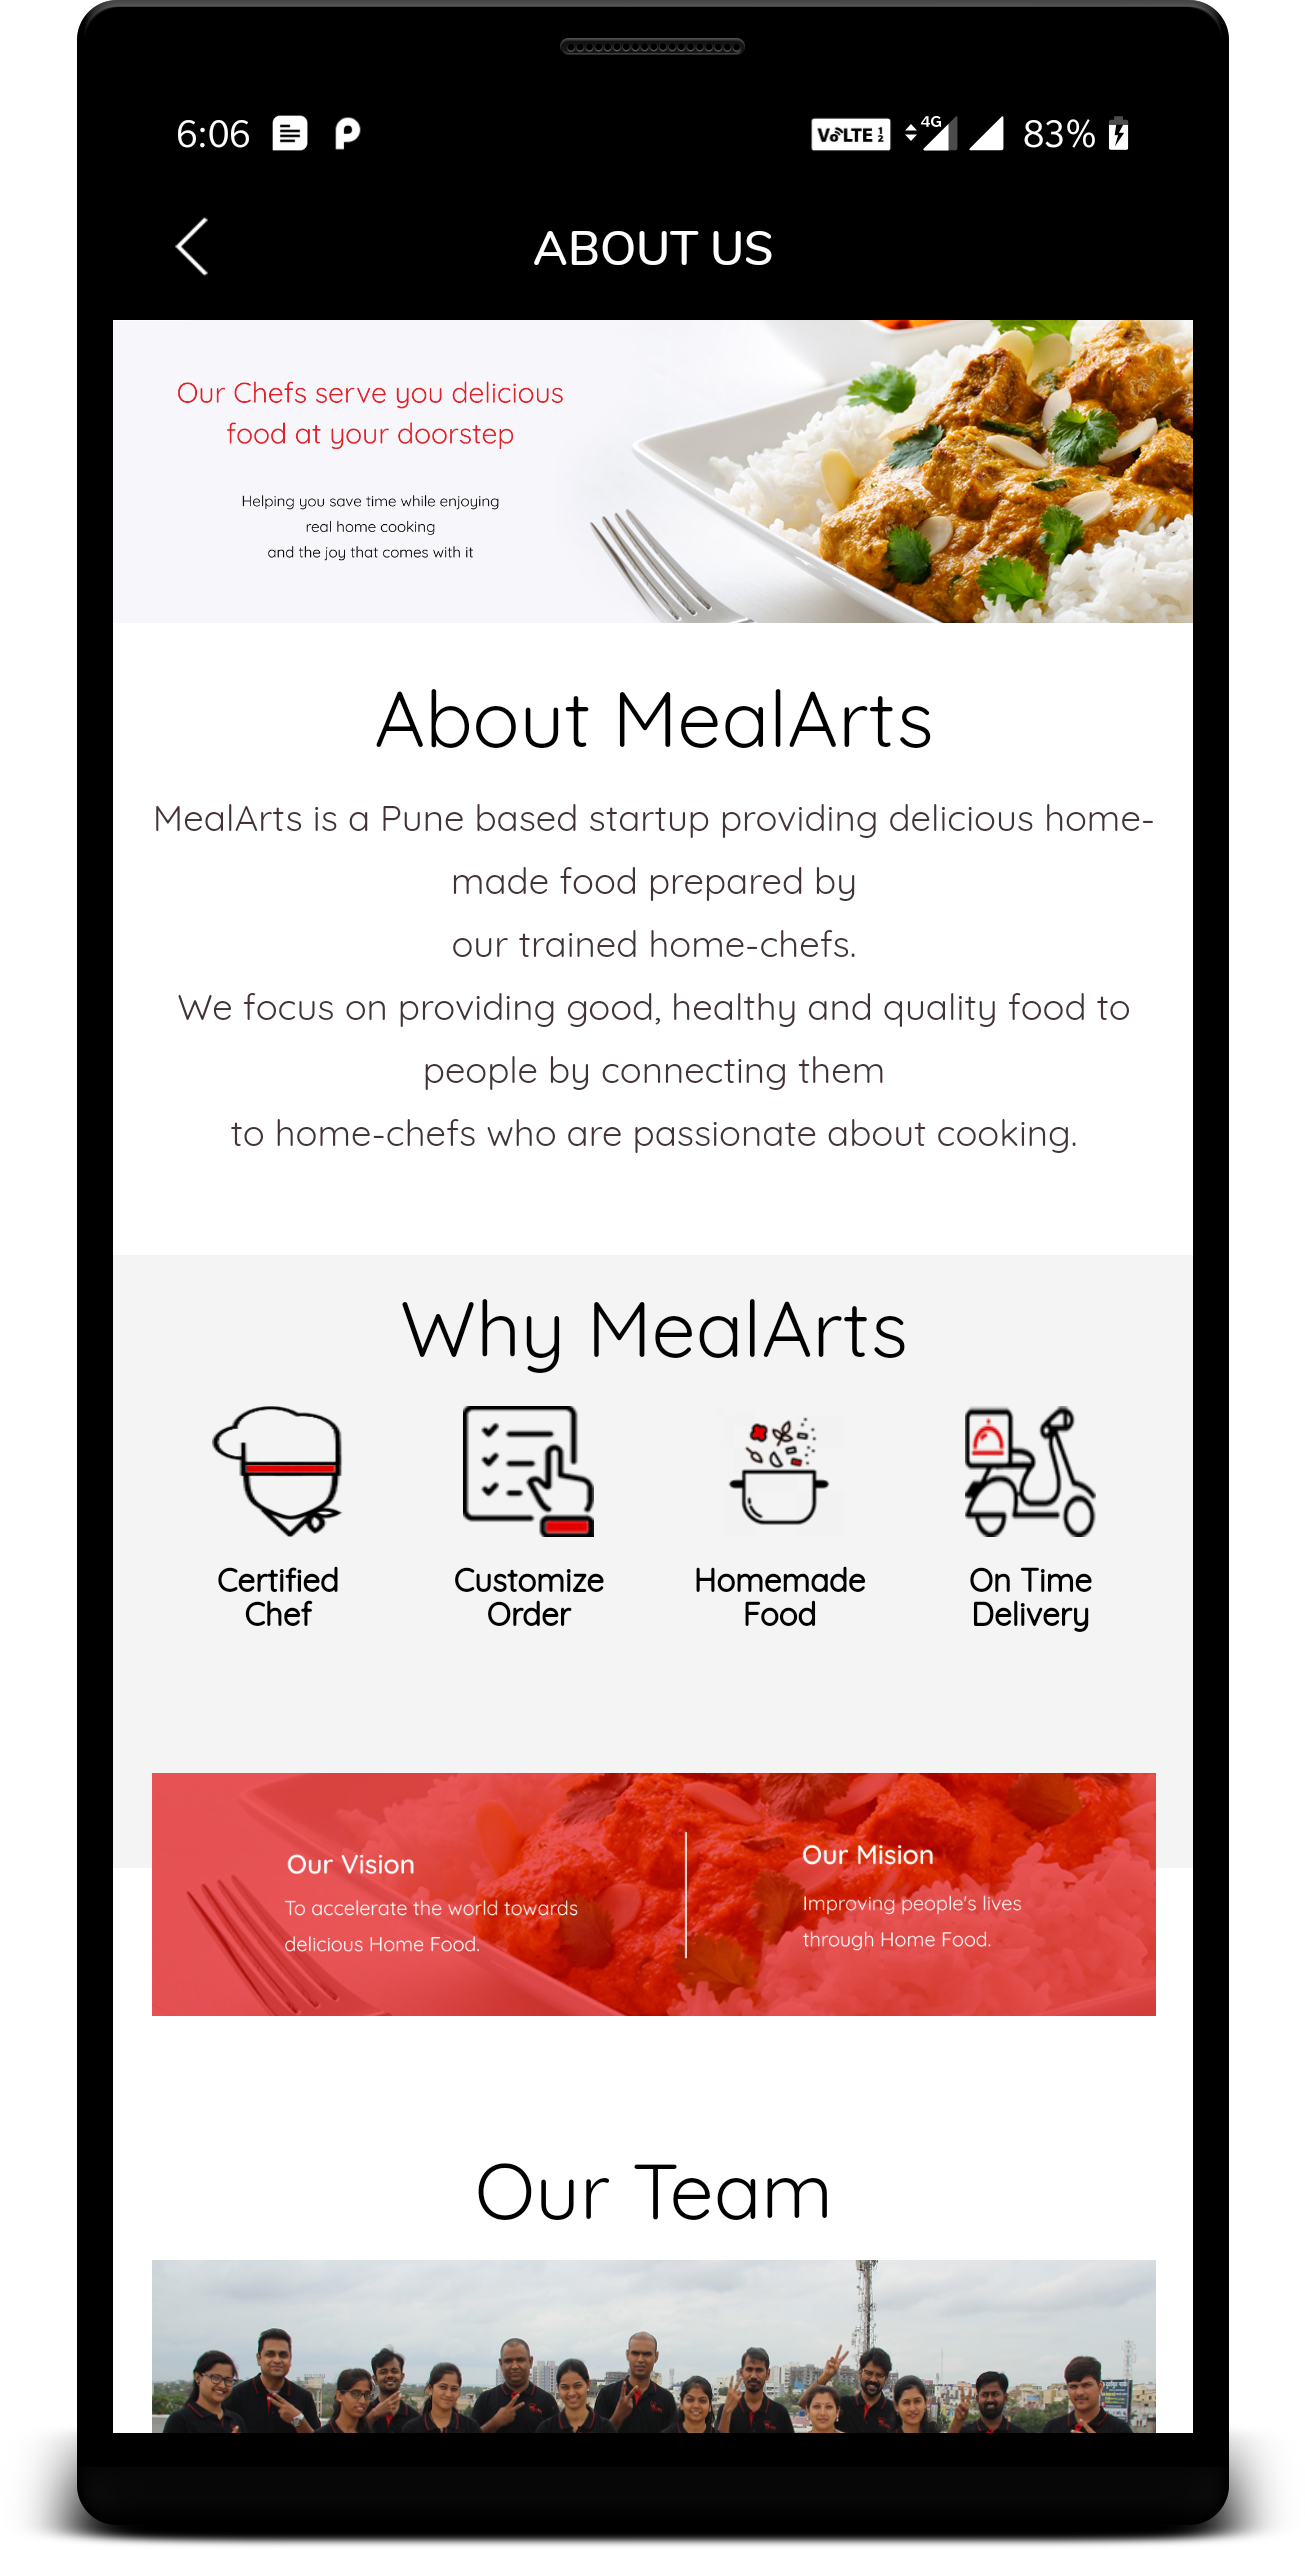 6:06
VoLTE 1 2
4G
83%
ABOUT US
Our Chefs serve you delicious
food at your doorstep
Helping you save time while enjoying
real home cooking
and the joy that comes with it
About MealArts
MealArts is a Pune based startup providing delicious home-
made food prepared by
our trained home-chefs.
We focus on providing good, healthy and quality food to
people by connecting them
to home-chefs who are passionate about cooking.
Why MealArts
Certified
Chef
Customize
Order
Homemade
Food
On Time
Delivery
Our Vision
To accelerate the world towards
delicious Home Food.
Our Mision
Improving people's lives
through Home Food.
Our Team